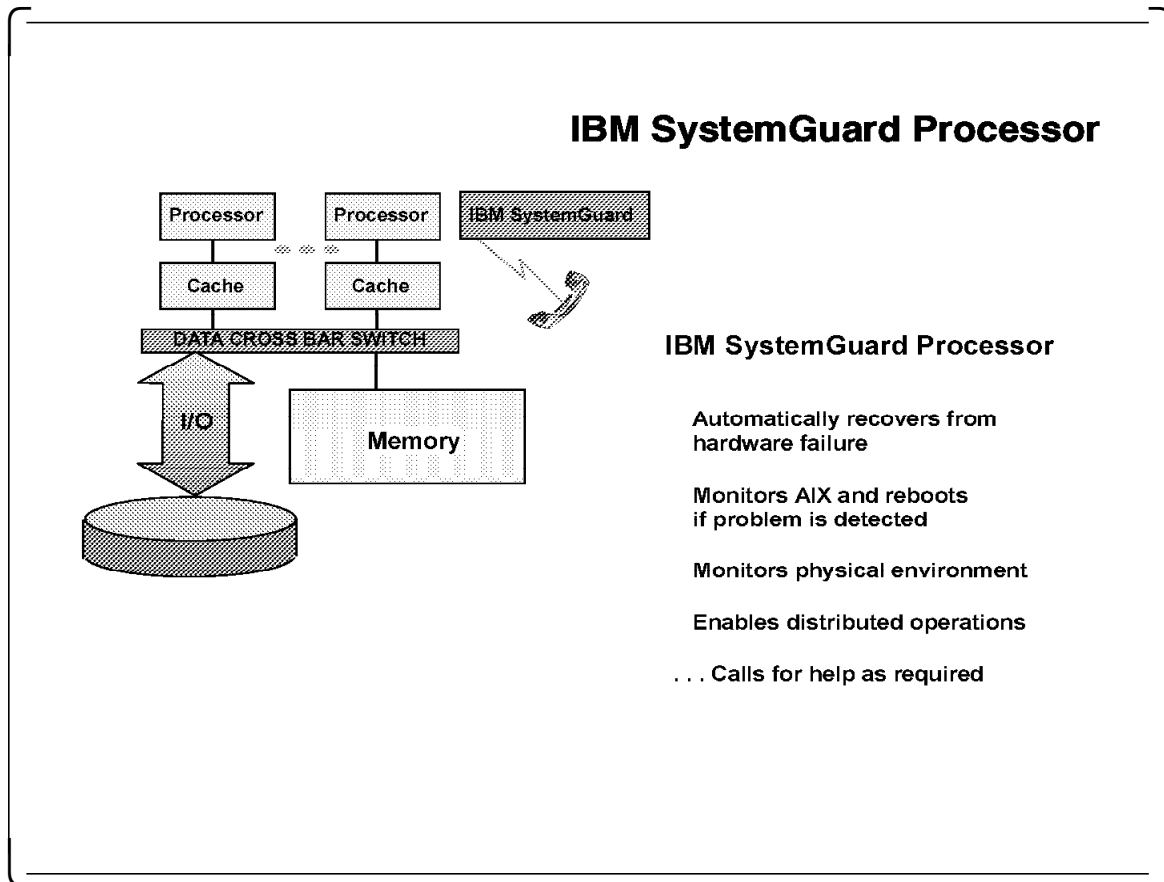 IBM SystemGuard Processor
Processor
Processor
IBM SystemGuard
Cache
Cache
DATA CROSS BAR SWITCH
I/O
Memory
IBM SystemGuard Processor
Automatically recovers from
hardware failure
Monitors AIX and reboots
if problem is detected
Monitors physical environment
Enables distributed operations
. . . Calls for help as required